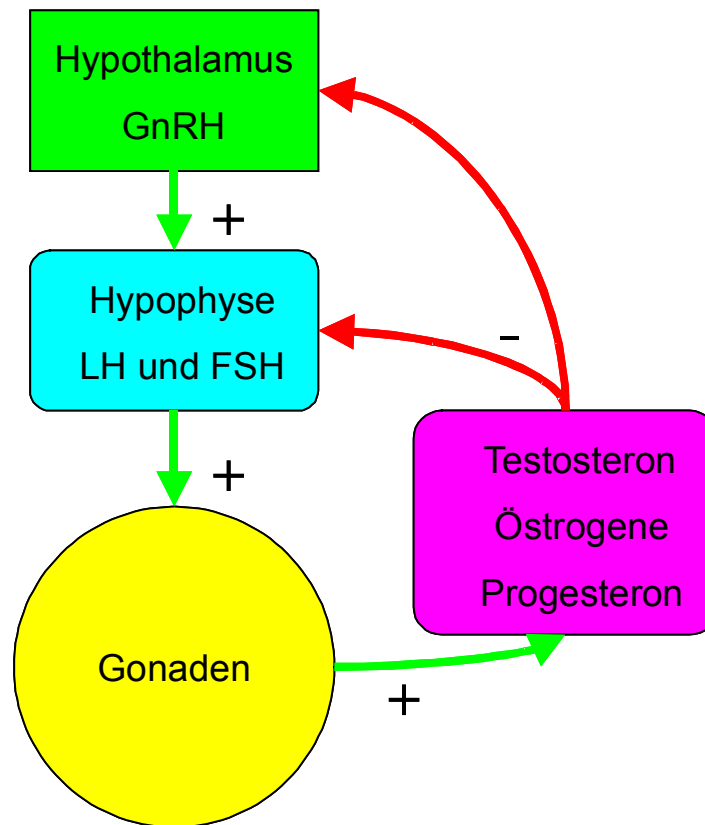 Hypothalamus
GnRH
+
Hypophyse
LH und FSH
-
+
Testosteron
Östrogene
Progesteron
Gonaden
+